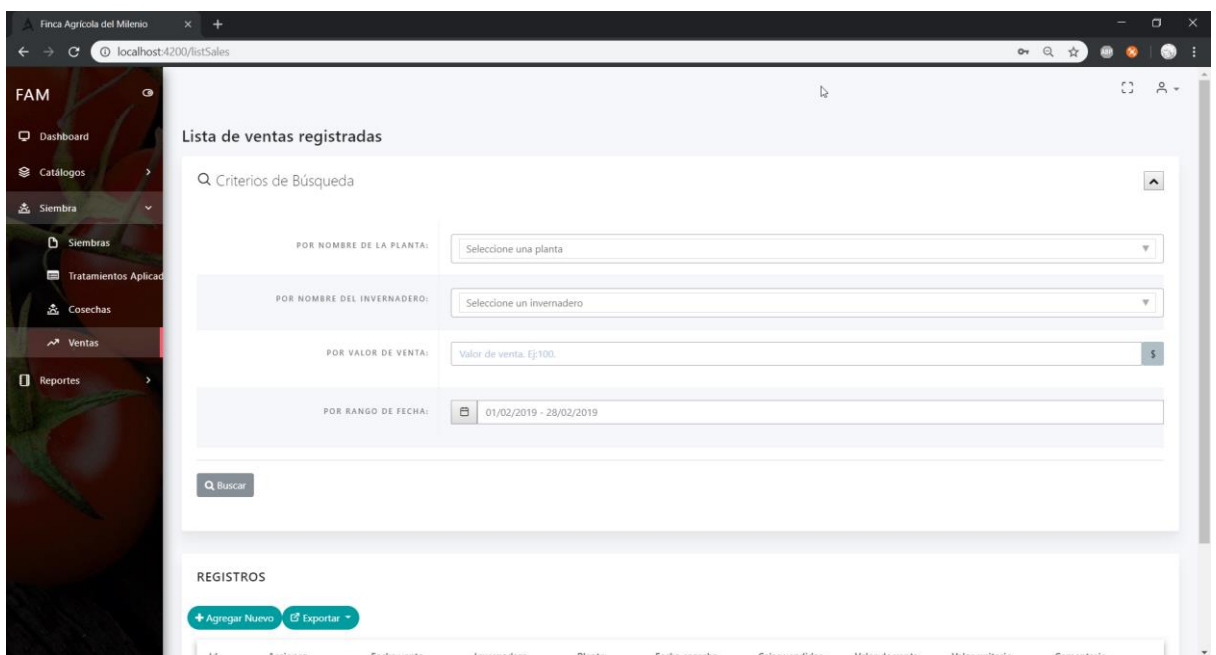 Finca Agrícola del Milenio
localhost:4200/listSales
FAM
Dashboard
Catálogos
Siembra
Siembras
Tratamientos Aplicad
Cosechas
Ventas
Reportes
Lista de ventas registradas
Criterios de Búsqueda
POR NOMBRE DE LA PLANTA:
Seleccione una planta
POR NOMBRE DEL INVERNADERO:
Seleccione un invernadero
POR VALOR DE VENTA:
Valor de venta. Ej:100.
$
POR RANGO DE FECHA:
01/02/2019 - 28/02/2019
Buscar
REGISTROS
+ Agregar Nuevo
Exportar